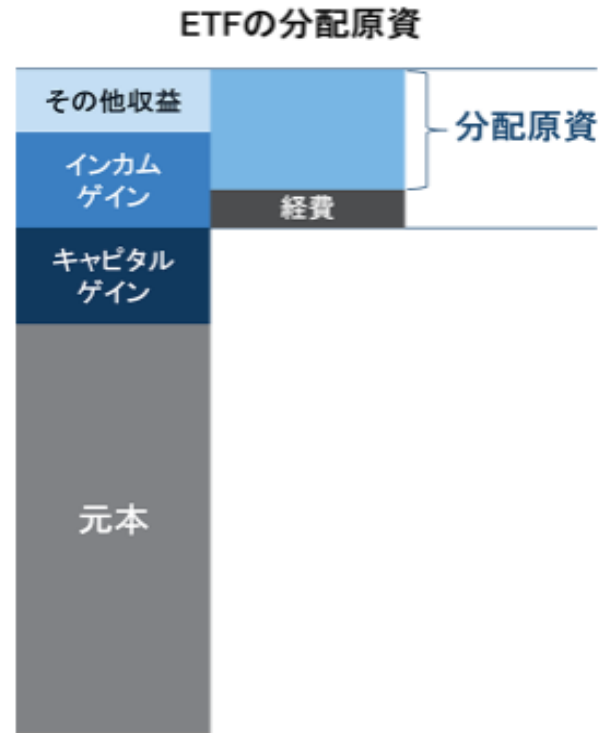 ETFの分配原資
その他収益
分配原資
インカム
ゲイン
経費
キャピタル
ゲイン
元本